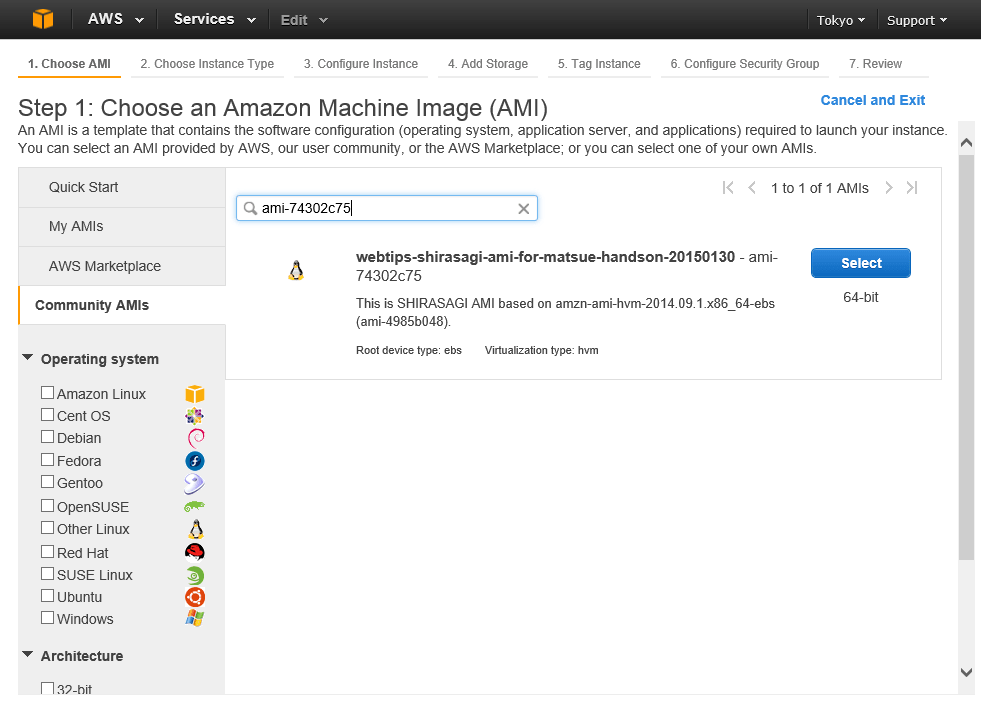 AWS Services Edit Tokyo Support
1. Choose AMI 2. Choose Instance Type 3. Configure Instance 4. Add Storage 5. Tag Instance 6. Configure Security Group 7. Review
Step 1: Choose an Amazon Machine Image (AMI)
Cancel and Exit
An AMI is a template that contains the software configuration (operating system, application server, and applications) required to launch your instance.
You can select an AMI provided by AWS, our user community, or the AWS Marketplace; or you can select one of your own AMIs.
Quick Start
My AMIs
AWS Marketplace
Community AMIs
Operating system
Amazon Linux
Cent OS
Debian
Fedora
Gentoo
OpenSUSE
Other Linux
Red Hat
SUSE Linux
Ubuntu
Windows
Architecture
32-bit
1 to 1 of 1 AMIs
ami-74302c75
webtips-shirasagi-ami-for-matsue-handson-20150130 - ami-
74302c75
This is SHIRASAGI AMI based on amzn-ami-hvm-2014.09.1.x86_64-ebs
(ami-4985b048).
Root device type: ebs Virtualization type: hvm
Select
64-bit